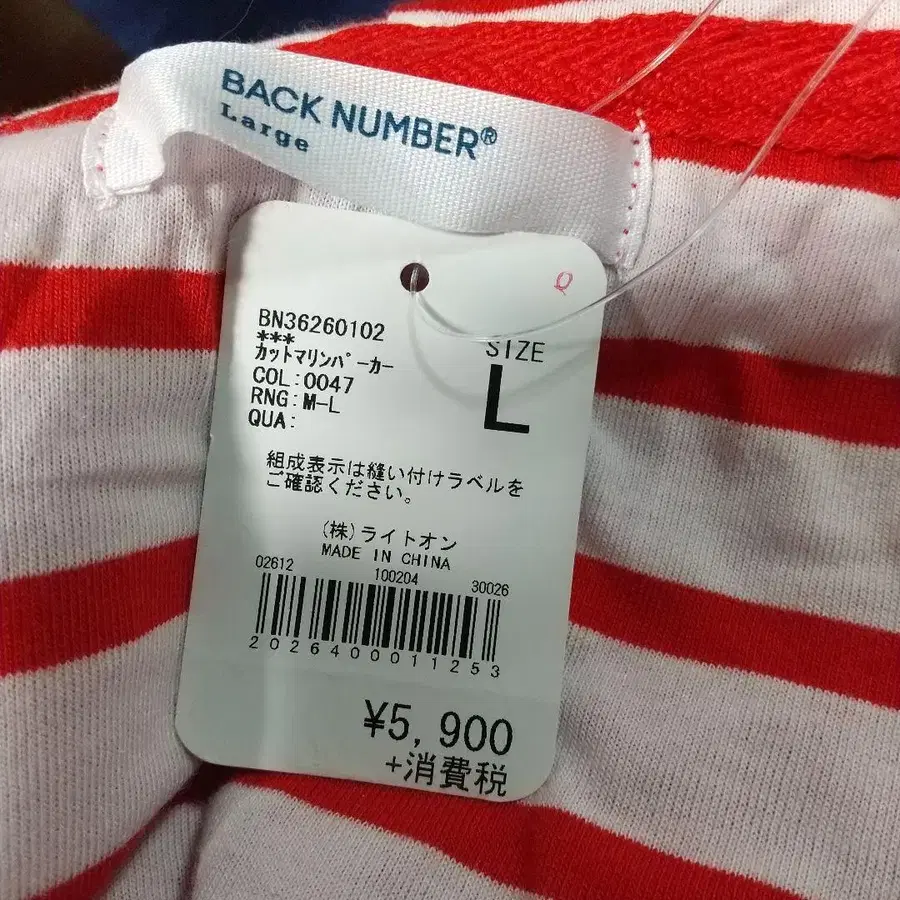 BACK NUMBER®
Large
BN36260102
***
カットマリンパーカー
COL:0047
RNG:M-L
QUA:
SIZE
L
組成表示は縫い付けラベルを
ご確認ください。
(株)ライトオン
MADE IN CHINA
02612 100204 30026
2026400011253
¥5,900
+消費税